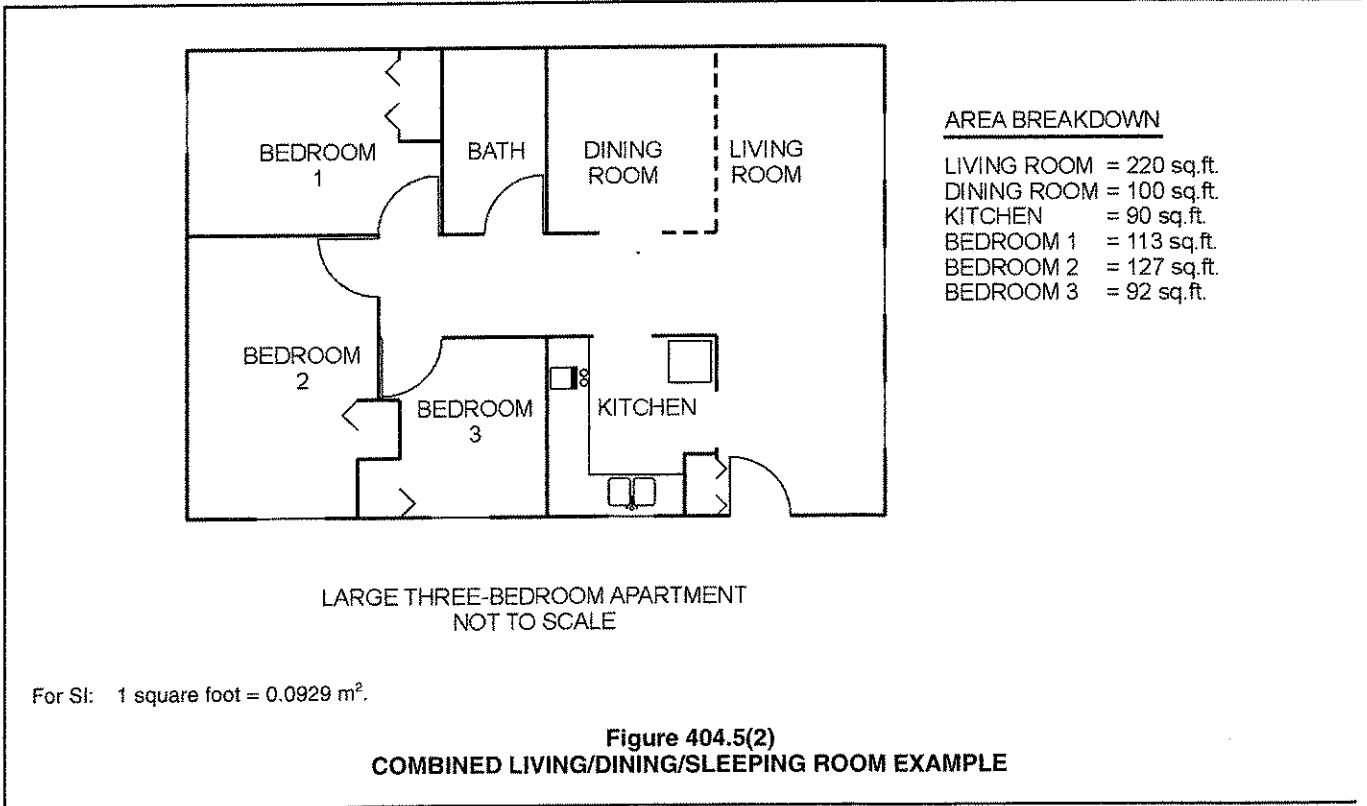 AREA BREAKDOWN
LIVING ROOM = 220 sq.ft.
DINING ROOM = 100 sq.ft.
KITCHEN = 90 sq.ft.
BEDROOM 1 = 113 sq.ft.
BEDROOM 2 = 127 sq.ft.
BEDROOM 3 = 92 sq.ft.
BEDROOM
1
BATH
DINING
ROOM
LIVING
ROOM
BEDROOM
2
BEDROOM
3
KITCHEN
LARGE THREE-BEDROOM APARTMENT
NOT TO SCALE
For SI: 1 square foot = 0.0929 m².
Figure 404.5(2)
COMBINED LIVING/DINING/SLEEPING ROOM EXAMPLE